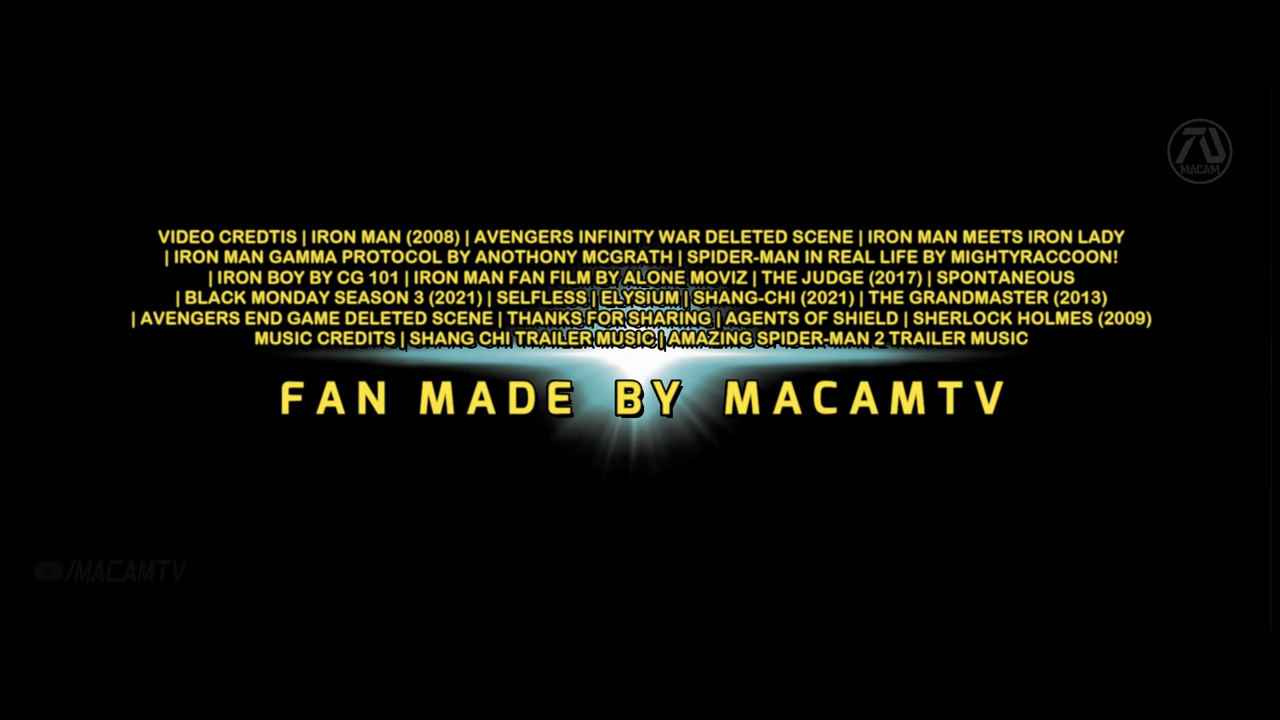 MACAM
VIDEO CREDTIS | IRON MAN (2008) | AVENGERS INFINITY WAR DELETED SCENE | IRON MAN MEETS IRON LADY
| IRON MAN GAMMA PROTOCOL BY ANOTHONY MCGRATH | SPIDER-MAN IN REAL LIFE BY MIGHTYRACCOON!
| IRON BOY BY CG 101 | IRON MAN FAN FILM BY ALONE MOVIZ | THE JUDGE (2017) | SPONTANEOUS
| BLACK MONDAY SEASON 3 (2021) | SELFLESS | ELYSIUM | SHANG-CHI (2021) | THE GRANDMASTER (2013)
| AVENGERS END GAME DELETED SCENE | THANKS FOR SHARING | AGENTS OF SHIELD | SHERLOCK HOLMES (2009)
MUSIC CREDITS | SHANG CHI TRAILER MUSIC | AMAZING SPIDER-MAN 2 TRAILER MUSIC
FAN MADE BY MACAMTV
/MACAMTV